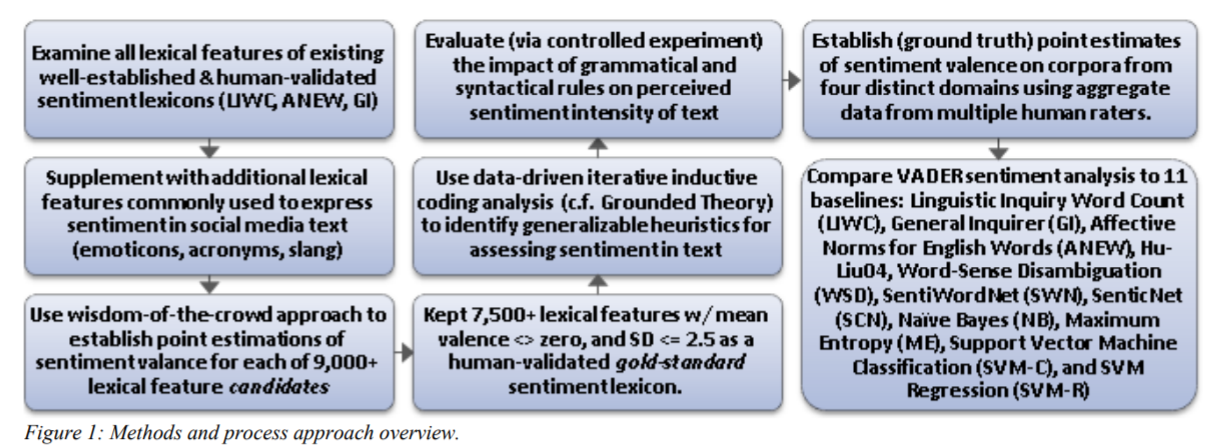 Examine all lexical features of existing
well-established & human-validated
sentiment lexicons (LIWC, ANEW, GI)
Supplement with additional lexical
features commonly used to express
sentiment in social media text
(emoticons, acronyms, slang)
Use wisdom-of-the-crowd approach to
establish point estimations of
sentiment valance for each of 9,000+
lexical feature candidates
Kept 7,500+ lexical features w/ mean
valence <> zero, and SD <= 2.5 as a
human-validated gold-standard
sentiment lexicon.
Use data-driven iterative inductive
coding analysis (c.f. Grounded Theory)
to identify generalizable heuristics for
assessing sentiment in text
Evaluate (via controlled experiment)
the impact of grammatical and
syntactical rules on perceived
sentiment intensity of text
Establish (ground truth) point estimates
of sentiment valence on corpora from
four distinct domains using aggregate
data from multiple human raters.
Compare VADER sentiment analysis to 11
baselines: Linguistic Inquiry Word Count
(LIWC), General Inquirer (GI), Affective
Norms for English Words (ANEW), Hu-
Liu04, Word-Sense Disambiguation
(WSD), SentiWordNet (SWN), SenticNet
(SCN), Naïve Bayes (NB), Maximum
Entropy (ME), Support Vector Machine
Classification (SVM-C), and SVM
Regression (SVM-R)
Figure 1: Methods and process approach overview.